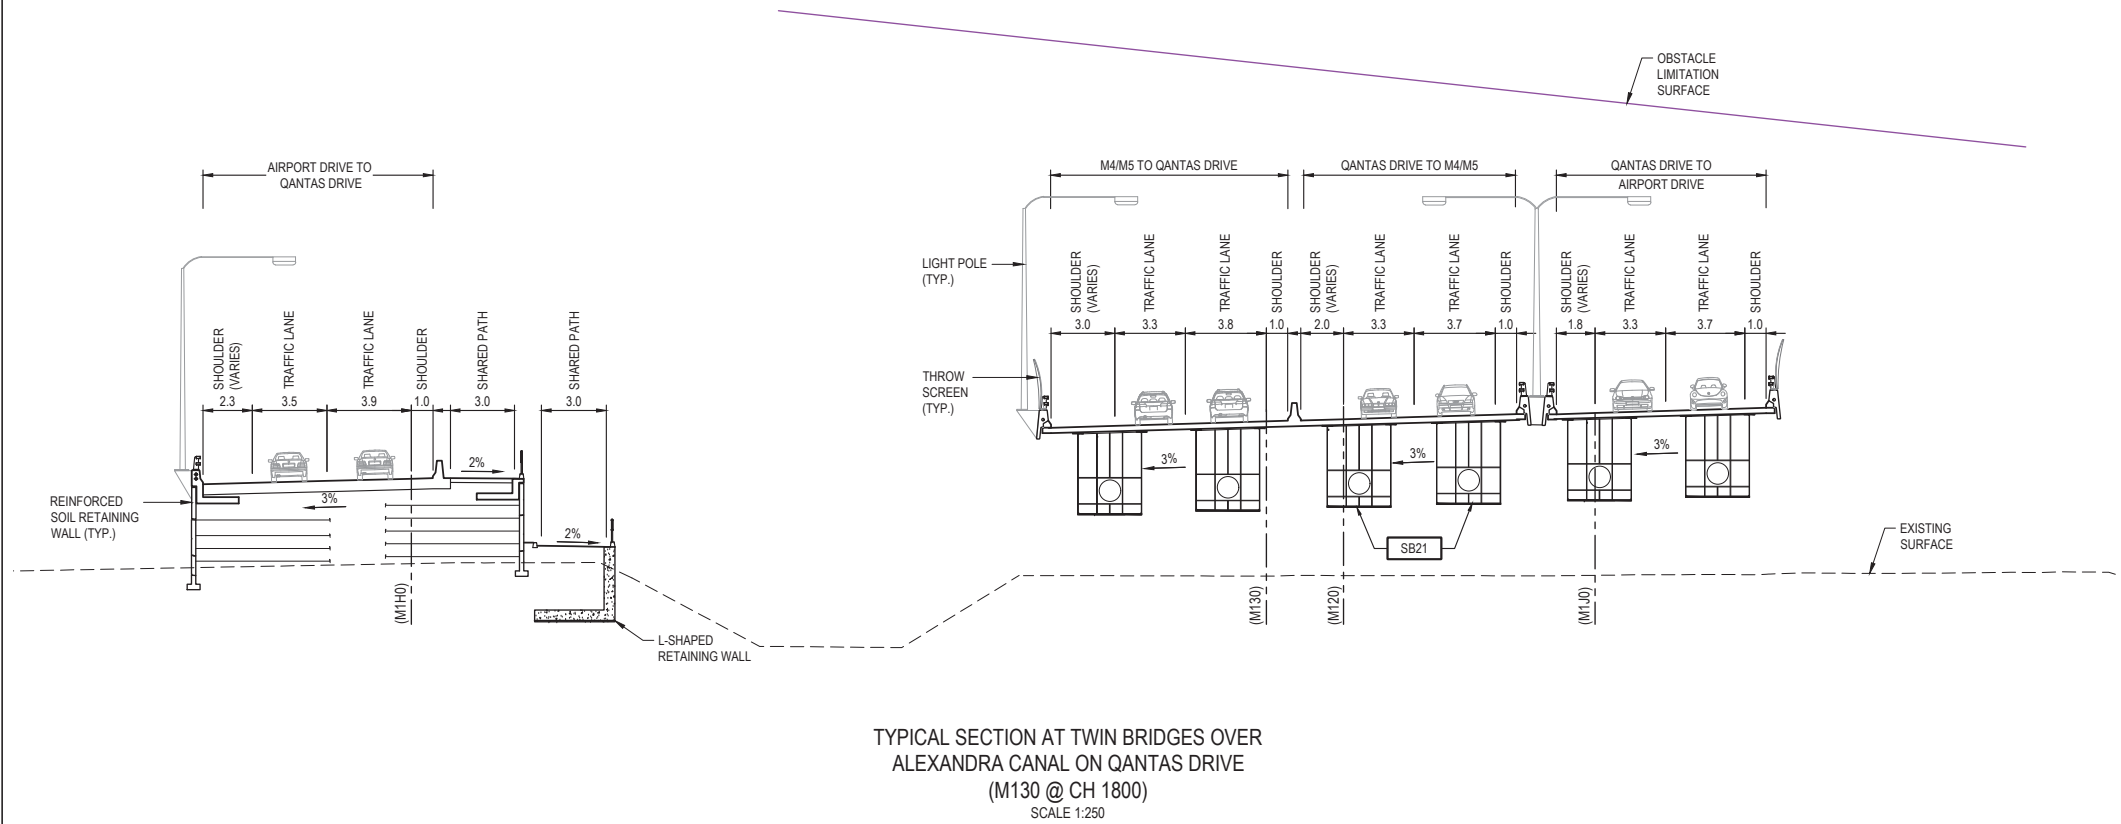 OBSTACLE
LIMITATION
SURFACE
AIRPORT DRIVE TO
QANTAS DRIVE
M4/M5 TO QANTAS DRIVE
QANTAS DRIVE TO M4/M5
QANTAS DRIVE TO
AIRPORT DRIVE
LIGHT POLE
(TYP.)
SHOULDER
(VARIES)
TRAFFIC LANE
TRAFFIC LANE
SHOULDER
SHOULDER
(VARIES)
TRAFFIC LANE
TRAFFIC LANE
SHOULDER
SHOULDER
(VARIES)
TRAFFIC LANE
TRAFFIC LANE
SHOULDER
3.0 3.3 3.8 1.0 2.0 3.3 3.7 1.0 1.8 3.3 3.7 1.0
SHOULDER
(VARIES)
TRAFFIC LANE
TRAFFIC LANE
SHOULDER
SHARED PATH
SHARED PATH
2.3 3.5 3.9 1.0 3.0 3.0
THROW
SCREEN
(TYP.)
2%
3%
2%
3%
3%
3%
REINFORCED
SOIL RETAINING
WALL (TYP.)
SB21
EXISTING
SURFACE
(M1H0)
(M130)
(M120)
(M1J0)
L-SHAPED
RETAINING WALL
TYPICAL SECTION AT TWIN BRIDGES OVER
ALEXANDRA CANAL ON QANTAS DRIVE
(M130 @ CH 1800)
SCALE 1:250